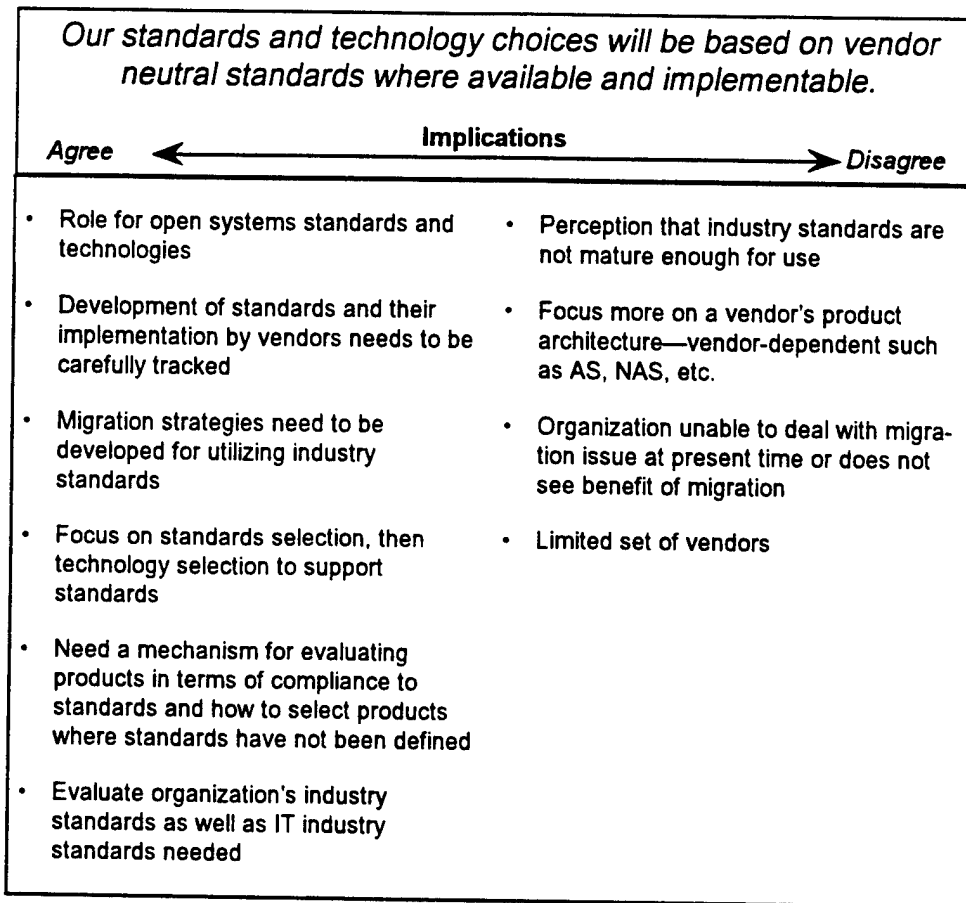 Our standards and technology choices will be based on vendor
neutral standards where available and implementable.
Implications
Agree
Disagree
• Role for open systems standards and
technologies
• Development of standards and their
implementation by vendors needs to be
carefully tracked
• Migration strategies need to be
developed for utilizing industry
standards
• Focus on standards selection, then
technology selection to support
standards
• Need a mechanism for evaluating
products in terms of compliance to
standards and how to select products
where standards have not been defined
• Evaluate organization's industry
standards as well as IT industry
standards needed
• Perception that industry standards are
not mature enough for use
• Focus more on a vendor's product
architecture—vendor-dependent such
as AS, NAS, etc.
• Organization unable to deal with migra-
tion issue at present time or does not
see benefit of migration
• Limited set of vendors